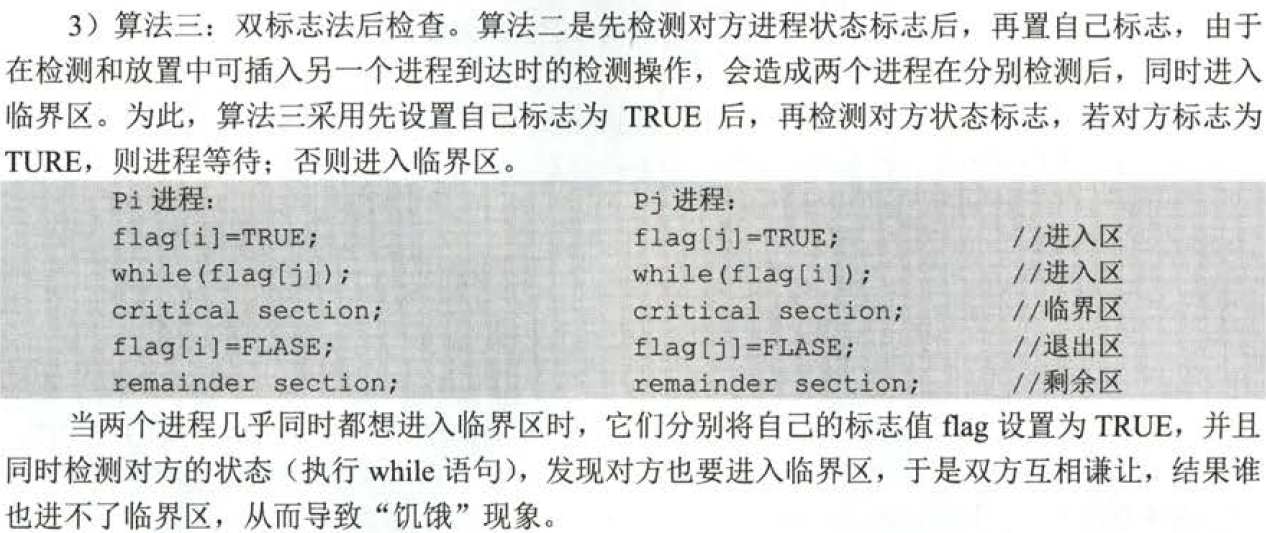 3）算法三：双标志法后检查。算法二是先检测对方进程状态标志后，再置自己标志，由于
在检测和放置中可插入另一个进程到达时的检测操作，会造成两个进程在分别检测后，同时进入
临界区。为此，算法三采用先设置自己标志为 TRUE 后，再检测对方状态标志，若对方标志为
TURE，则进程等待；否则进入临界区。
Pi 进程： Pj 进程：
flag[i]=TRUE; flag[j]=TRUE; //进入区
while(flag[j]); while(flag[i]); //进入区
critical section; critical section; //临界区
flag[i]=FLASE; flag[j]=FLASE; //退出区
remainder section; remainder section; //剩余区
当两个进程几乎同时都想进入临界区时，它们分别将自己的标志值 flag 设置为 TRUE，并且
同时检测对方的状态（执行 while 语句），发现对方也要进入临界区，于是双方互相谦让，结果谁
也进不了临界区，从而导致“饥饿”现象。